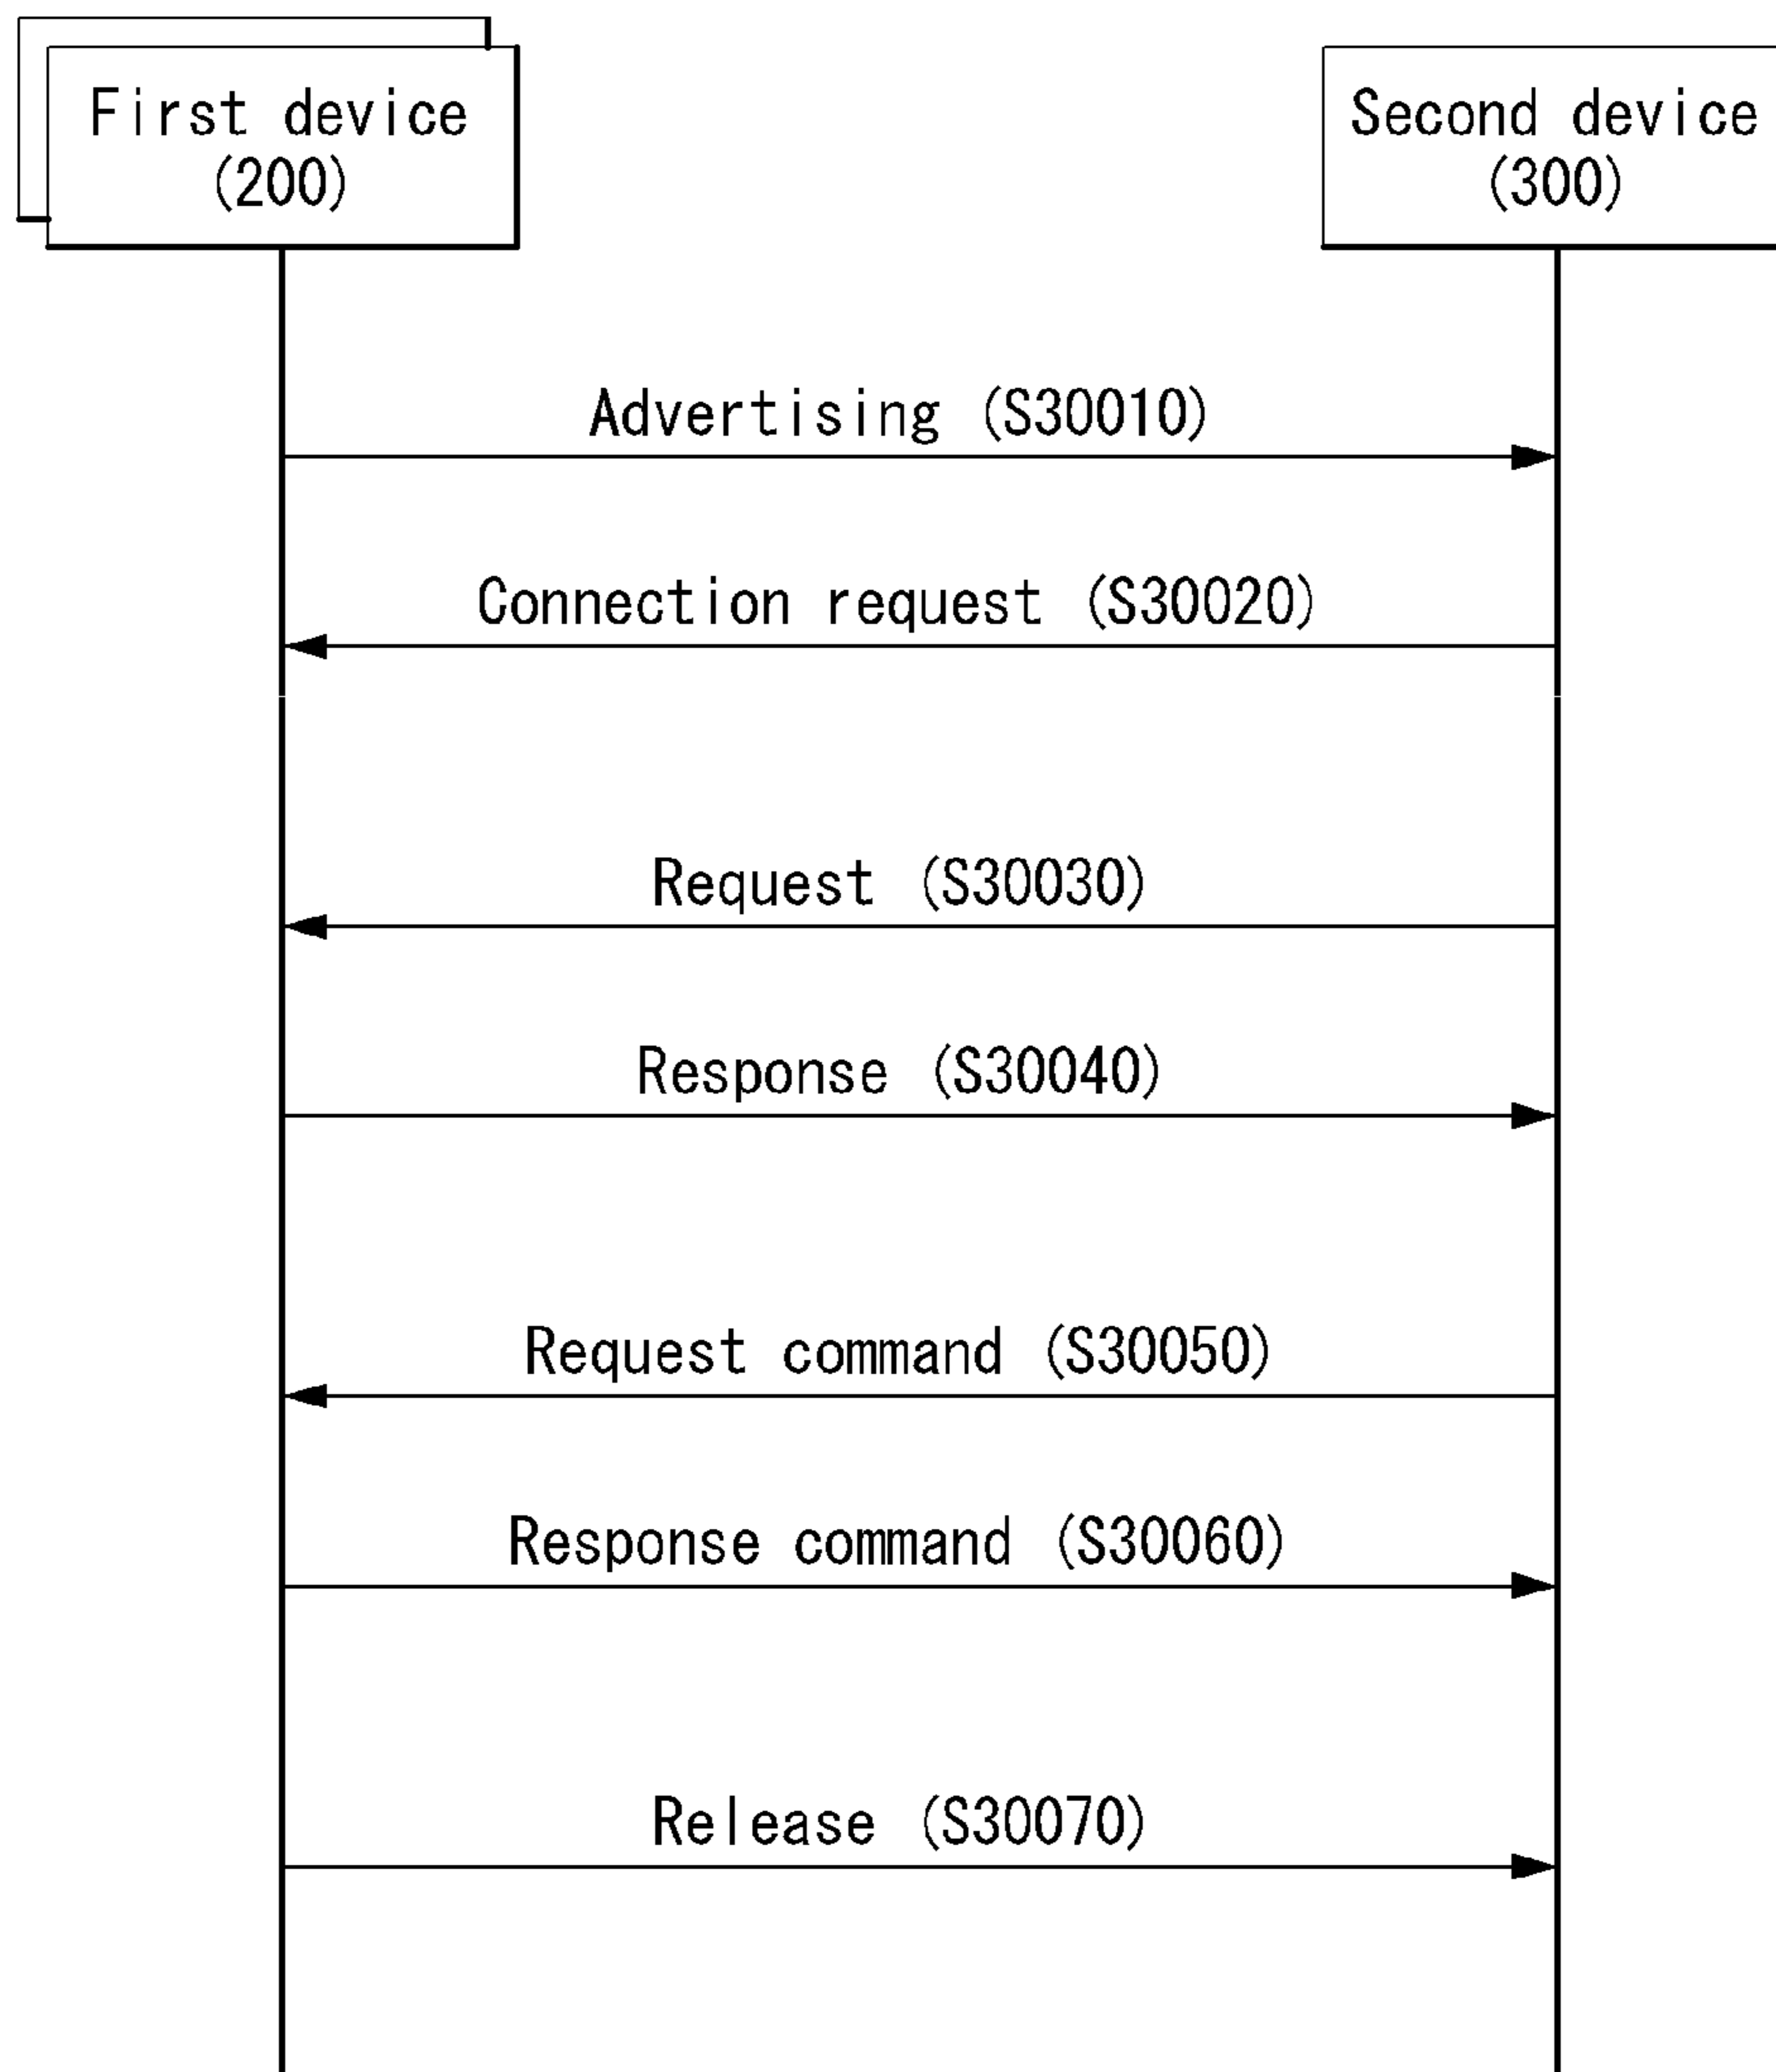 First device
(200)
Second device
(300)
Advertising (S30010)
Connection request (S30020)
Request (S30030)
Response (S30040)
Request command (S30050)
Response command (S30060)
Release (S30070)